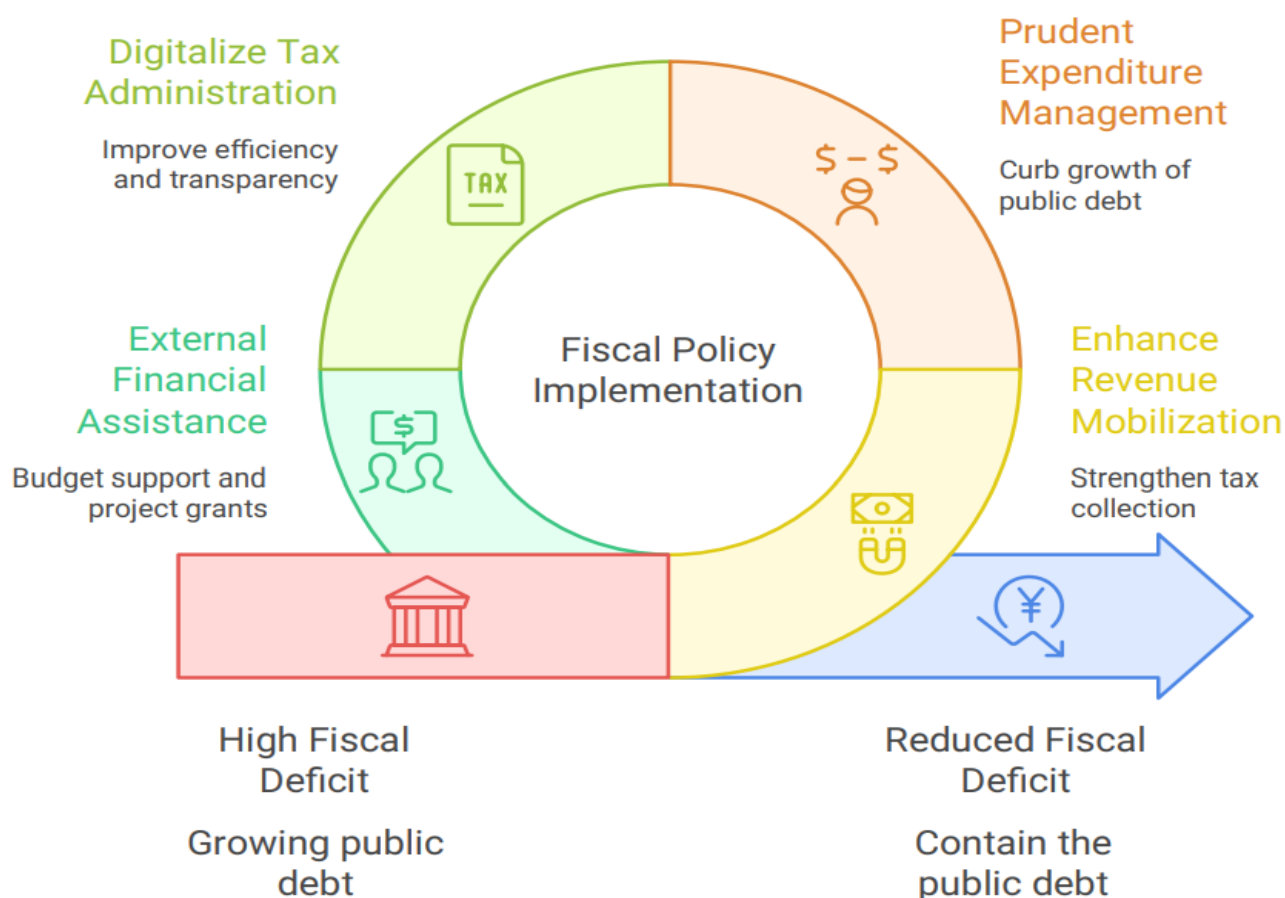 Digitalize Tax
Administration
Improve efficiency
and transparency
TAX
Prudent
Expenditure
Management
$ – $
Curb growth of
public debt
External
Financial
Assistance
$
Budget support and
project grants
Fiscal Policy
Implementation
Enhance
Revenue
Mobilization
Strengthen tax
collection
¥
High Fiscal
Deficit
Growing public
debt
Reduced Fiscal
Deficit
Contain the
public debt